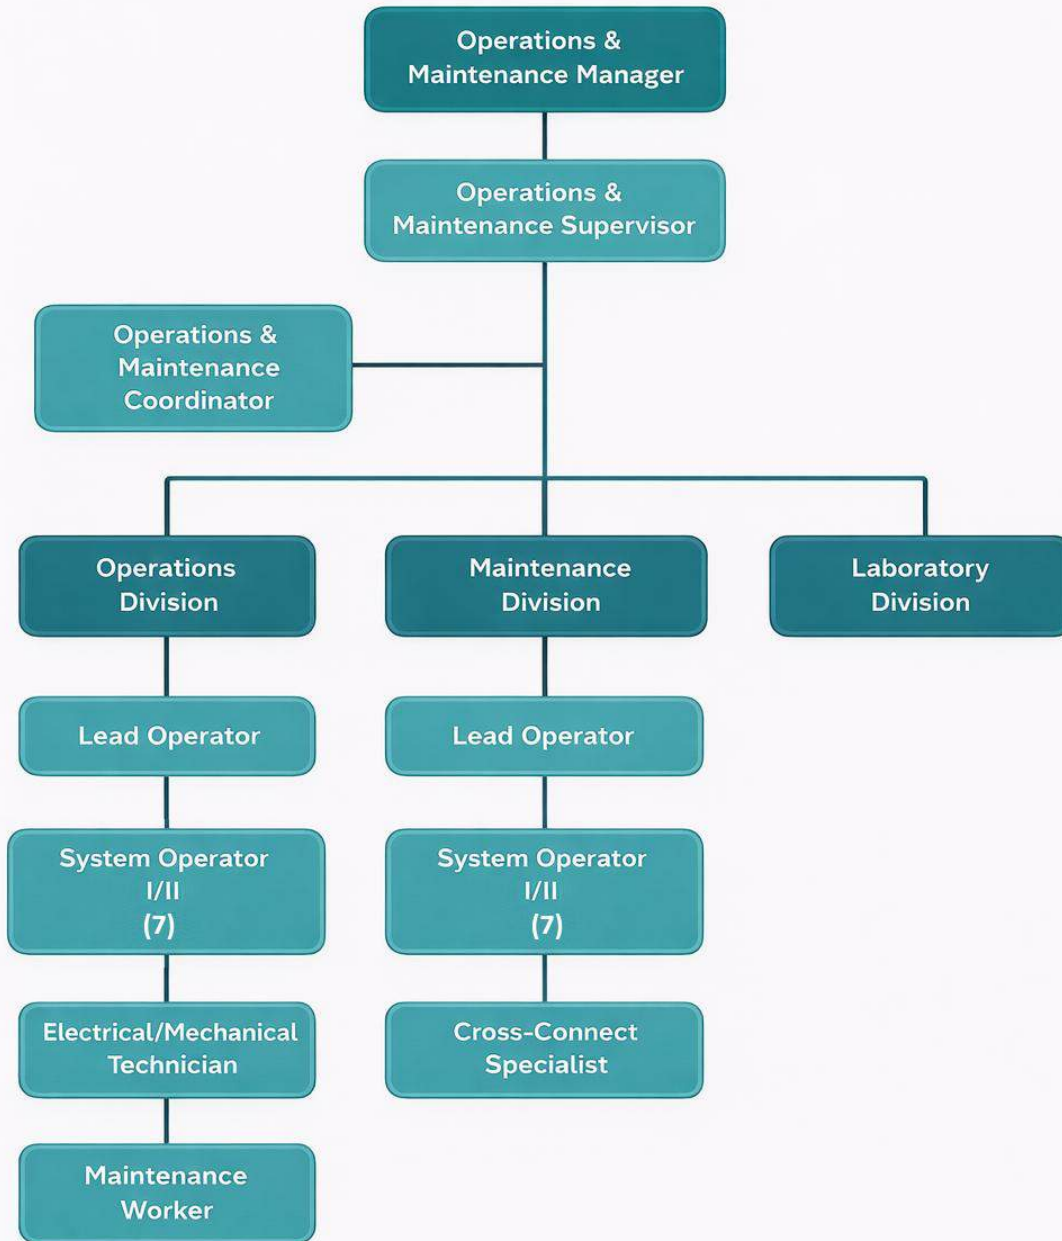 Operations &
Maintenance Manager
Operations &
Maintenance Supervisor
Operations &
Maintenance
Coordinator
Operations
Division
Maintenance
Division
Laboratory
Division
Lead Operator
Lead Operator
System Operator
I/II
(7)
System Operator
I/II
(7)
Electrical/Mechanical
Technician
Cross-Connect
Specialist
Maintenance
Worker